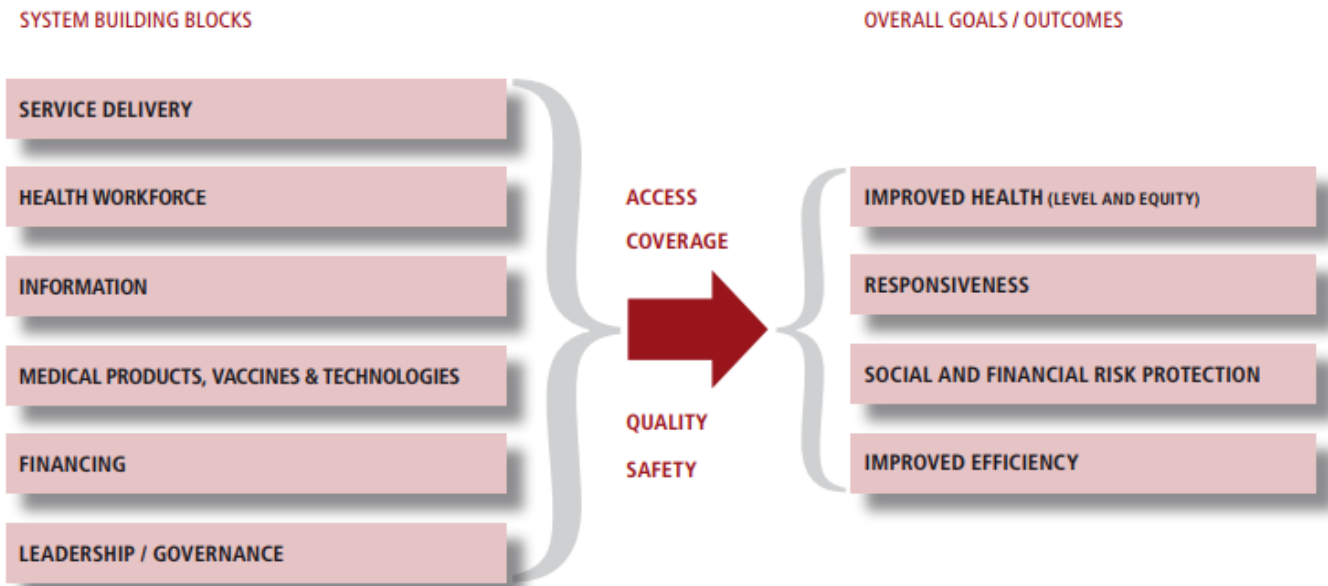 SYSTEM BUILDING BLOCKS
SERVICE DELIVERY
HEALTH WORKFORCE
INFORMATION
MEDICAL PRODUCTS, VACCINES & TECHNOLOGIES
FINANCING
LEADERSHIP / GOVERNANCE
ACCESS
COVERAGE
QUALITY
SAFETY
OVERALL GOALS / OUTCOMES
IMPROVED HEALTH (LEVEL AND EQUITY)
RESPONSIVENESS
SOCIAL AND FINANCIAL RISK PROTECTION
IMPROVED EFFICIENCY